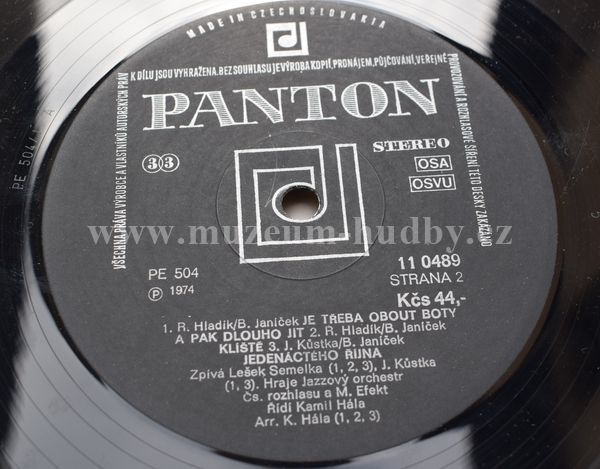 MADE IN CZECHOSLOVAKIA
VŠECHNA PRÁVA VÝROBCE A VLASTNÍKŮ AUTORSKÝCH PRÁV
K DÍLU JSOU VYHRAŽENA. BEZ SOUHLASU JE VÝROBA KOPIÍ, PRONÁJEM, PŮJČOVÁNÍ, VEŘEJNÉ
PROVOZOVÁNÍ A ROZHLASOVÉ ŠÍŘENÍ TÉTO DESKY ZAKÁZÁNO
PANTON
33
STEREO
OSA
OSVU
www.muzeum-hudby.cz
PE 504
11 0489
Ⓟ 1974
STRANA 2
Kčs 44,-
1. R. Hladík/B. Janíček JE TŘEBA OBOUT BOTY
A PAK DLOUHO JÍT 2. R. Hladík/B. Janíček
KLIŠTĚ 3. J. Kůstka/B. Janíček
JEDENÁCTÉHO ŘÍJNA
Zpívá Lešek Semelka (1, 2, 3), J. Kůstka
(1, 3). Hraje Jazzový orchestr
Čs. rozhlasu a M. Efekt
Řídí Kamil Hála
Arr. K. Hála (1, 2, 3)